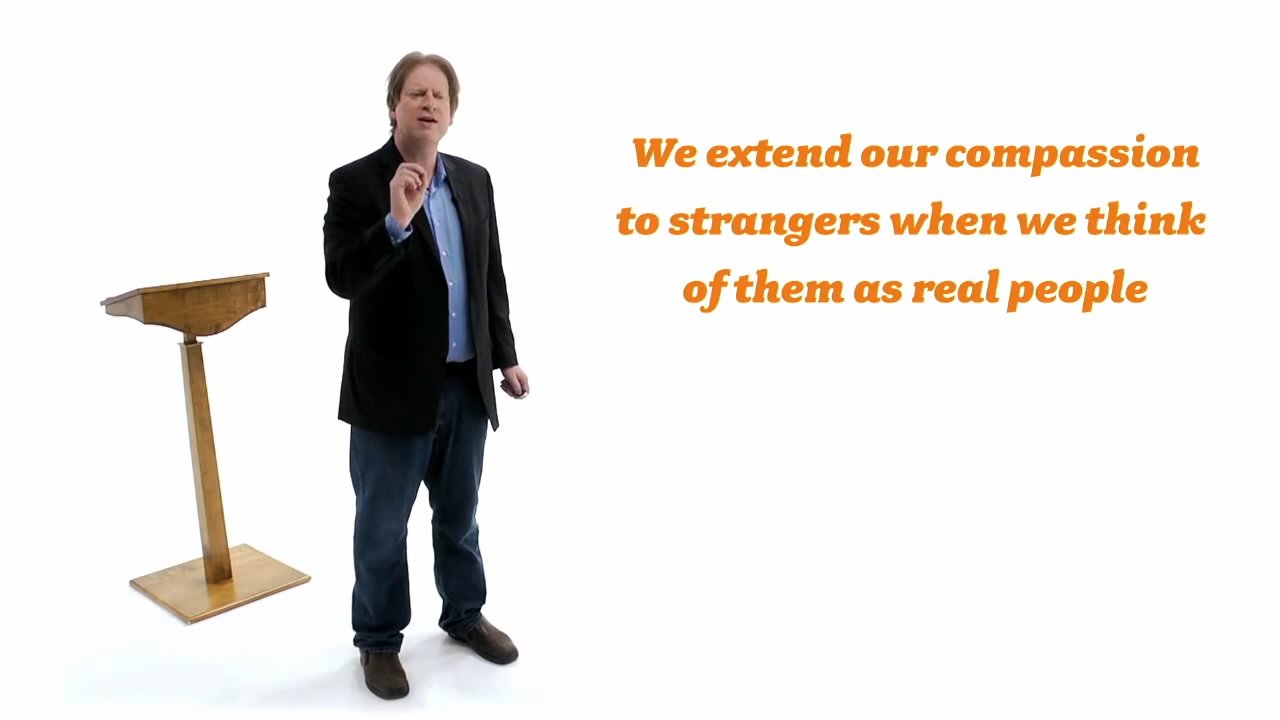 We extend our compassion
to strangers when we think
of them as real people